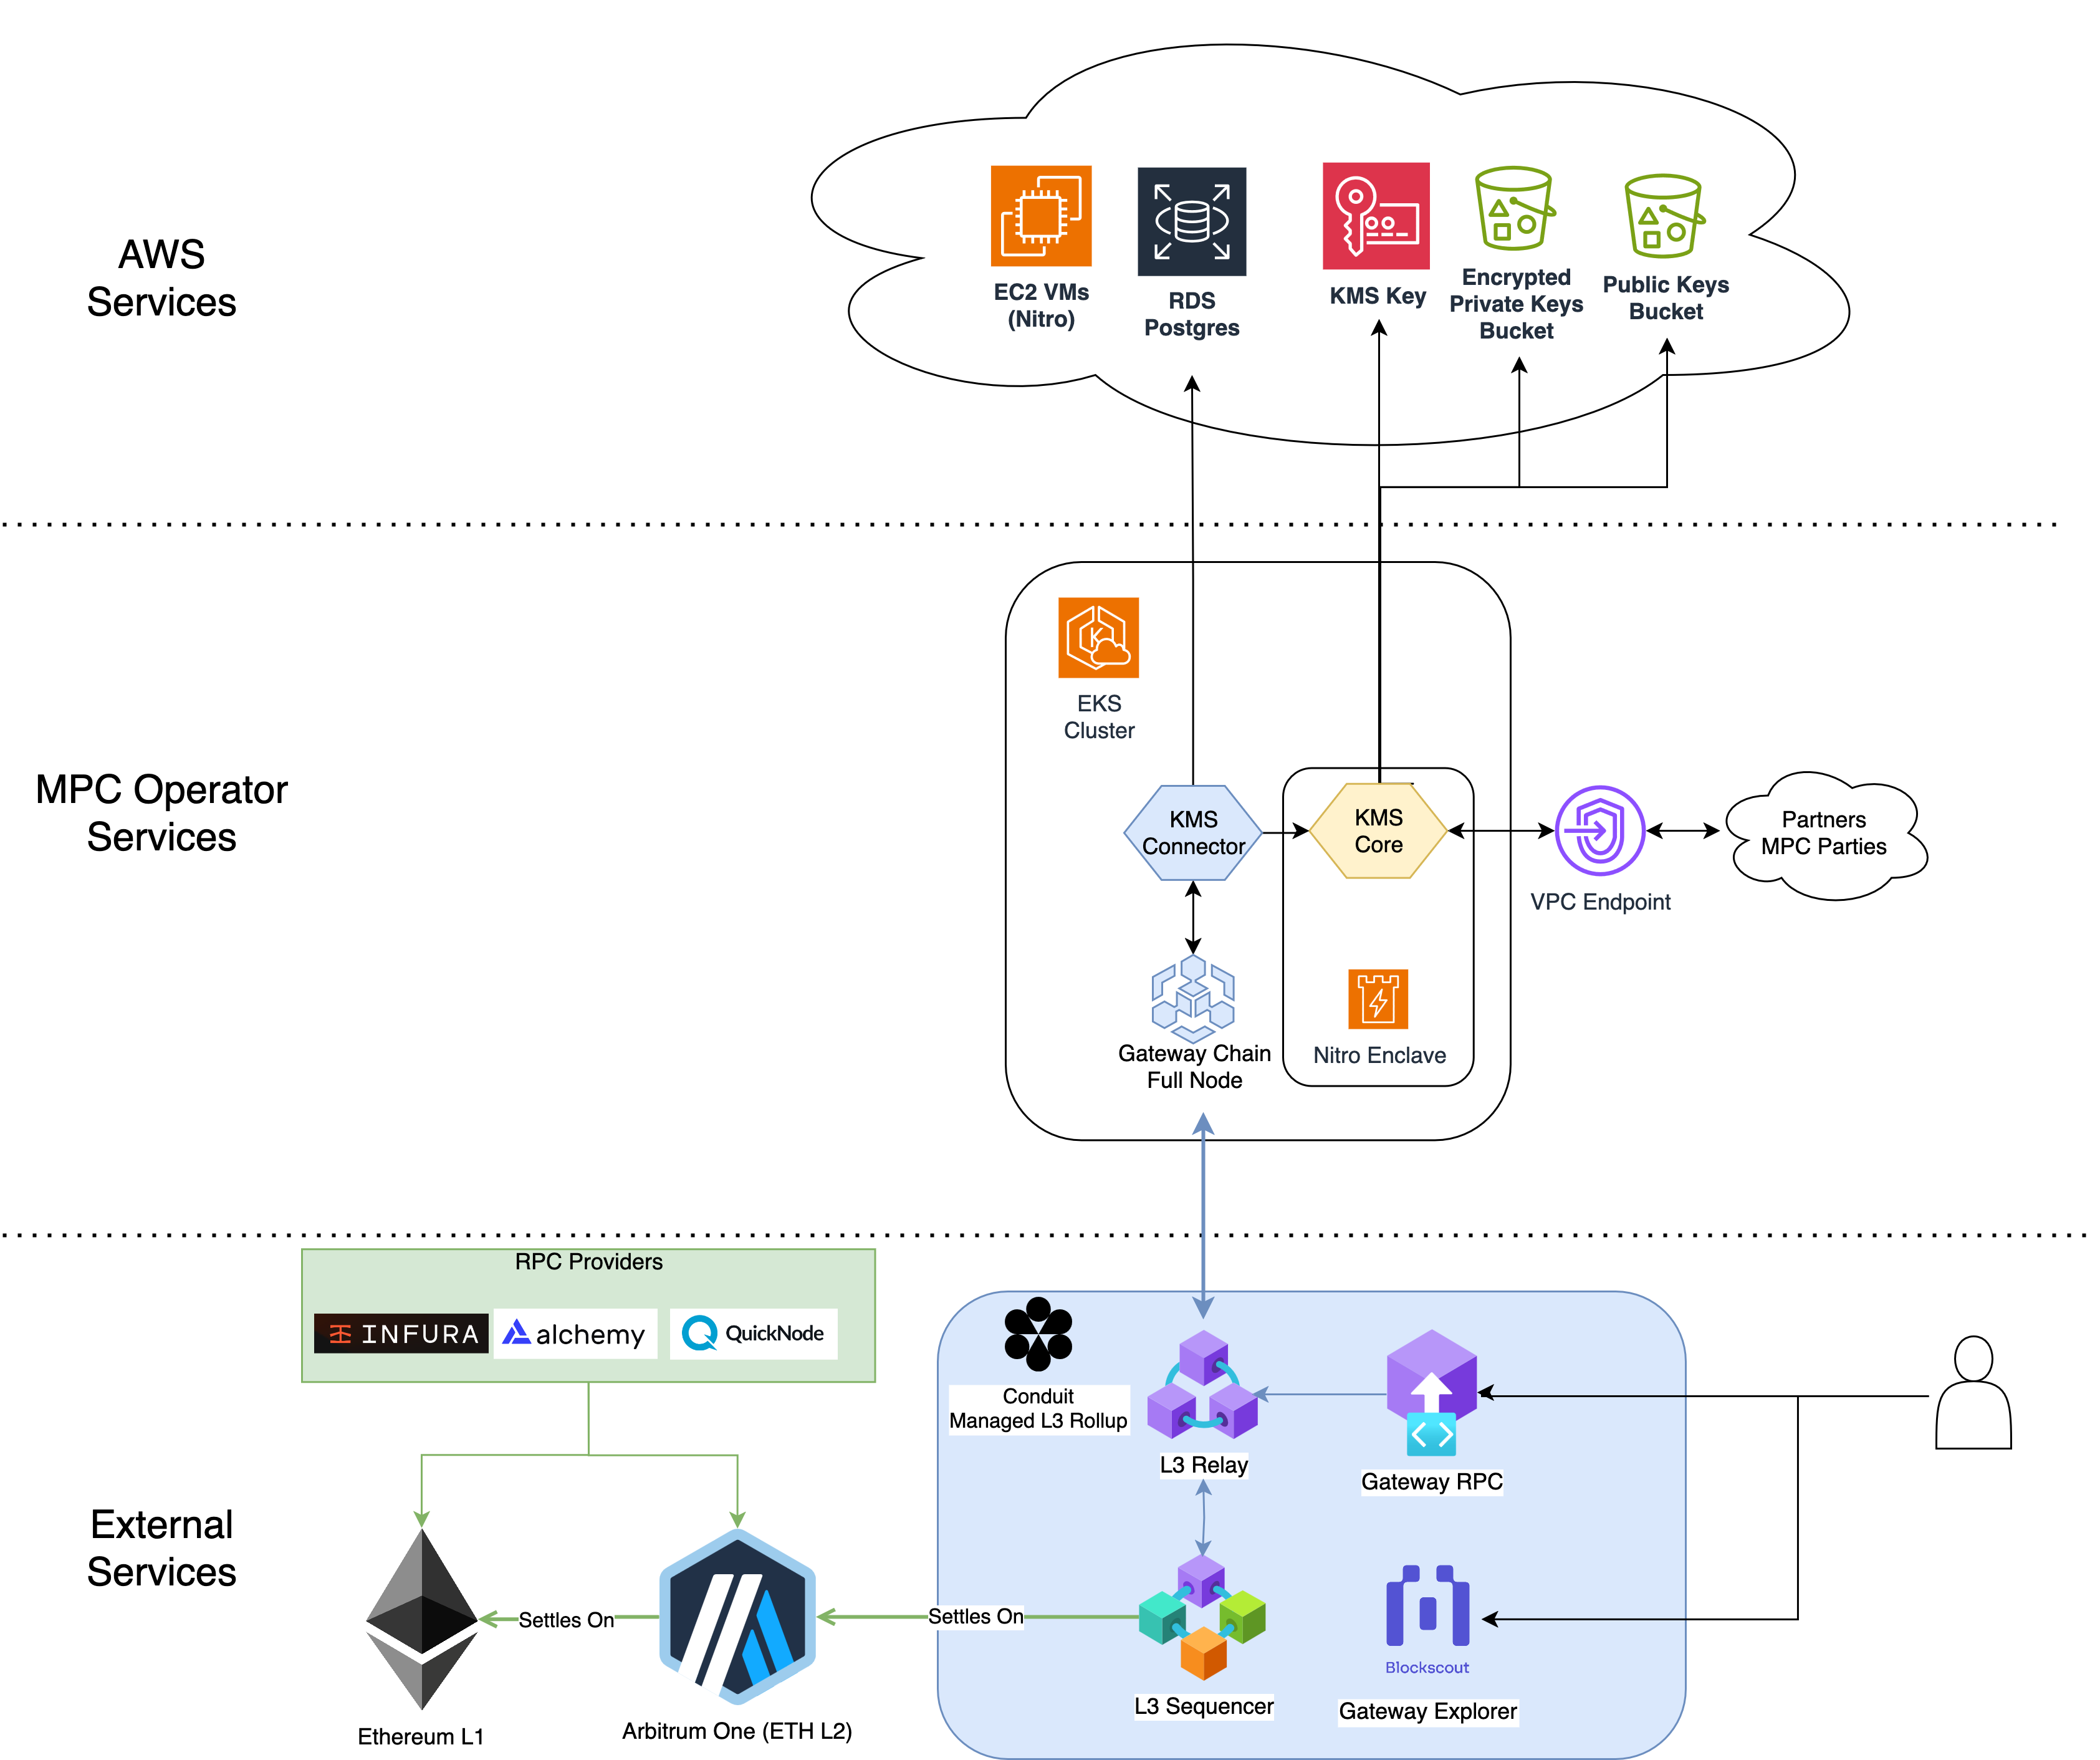 AWS
Services
EC2 VMs
(Nitro)
RDS
Postgres
KMS Key
Encrypted
Private Keys
Bucket
Public Keys
Bucket
MPC Operator
Services
EKS
Cluster
KMS
Connector
KMS
Core
VPC Endpoint
Partners
MPC Parties
Gateway Chain
Full Node
Nitro Enclave
External
Services
RPC Providers
INFURA
alchemy
QuickNode
Conduit
Managed L3 Rollup
L3 Relay
Gateway RPC
Settles On
Settles On
Ethereum L1
Arbitrum One (ETH L2)
L3 Sequencer
Blockscout
Gateway Explorer